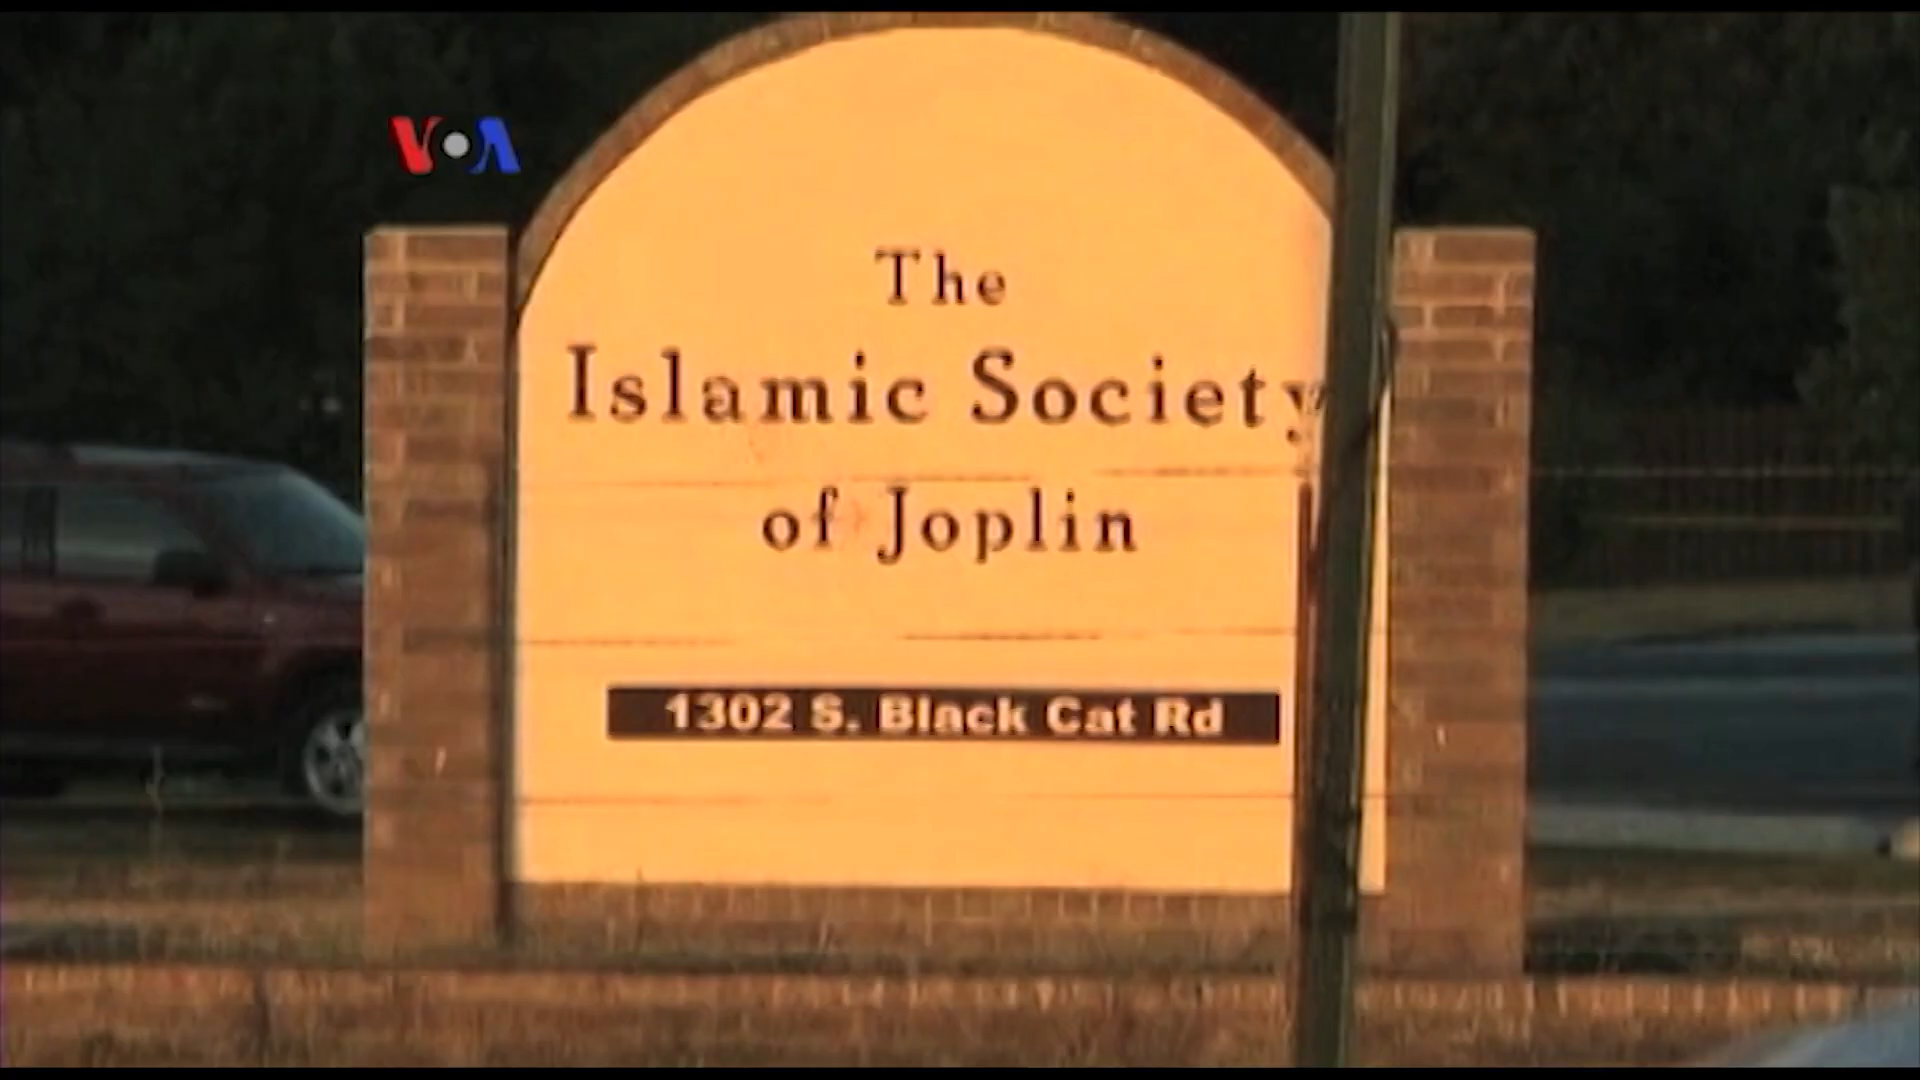 VOA
The
Islamic Society
of Joplin
1302 S. Black Cat Rd